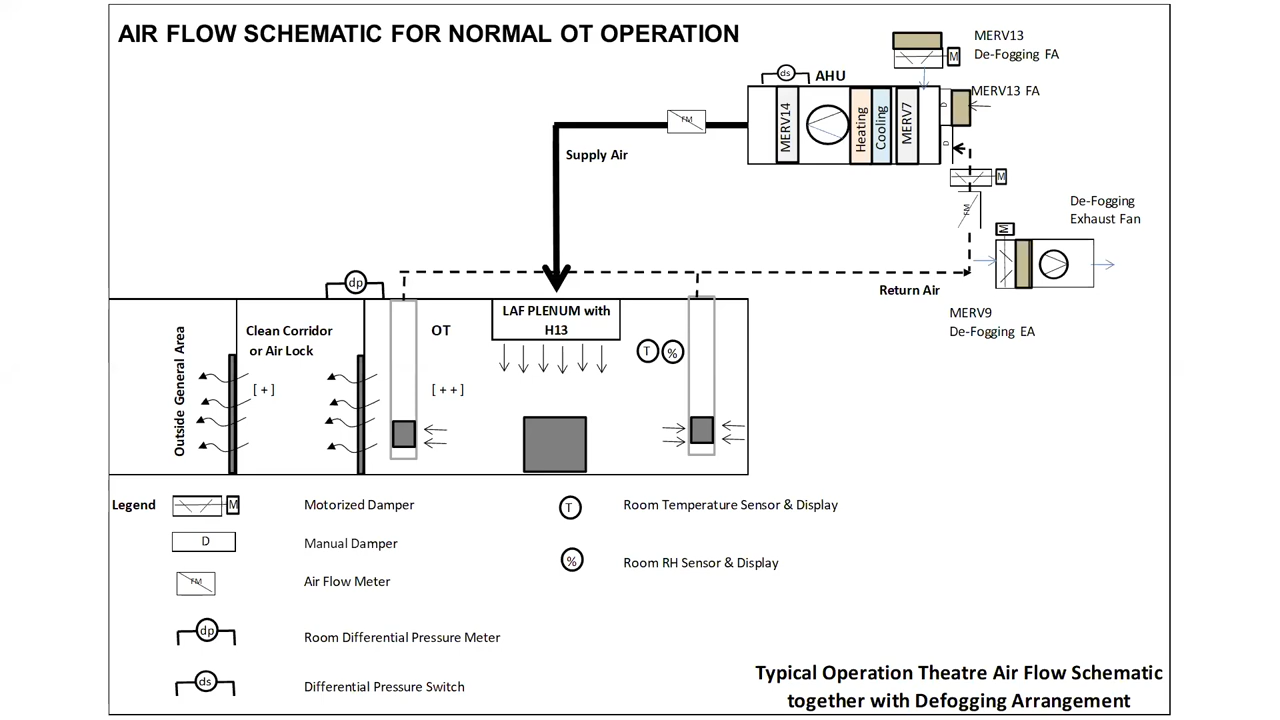 AIR FLOW SCHEMATIC FOR NORMAL OT OPERATION
MERV13
De-Fogging FA
M
ds
AHU
MERV13 FA
FM
MERV14
Heating
Cooling
MERV7
D
D
Supply Air
M
FM
De-Fogging
Exhaust Fan
M
dp
Return Air
MERV9
De-Fogging EA
LAF PLENUM with
H13
OT
Clean Corridor
or Air Lock
Outside General Area
T
%
[ + ]
[ + + ]
Legend
M
Motorized Damper
T
Room Temperature Sensor & Display
D
Manual Damper
%
Room RH Sensor & Display
FM
Air Flow Meter
dp
Room Differential Pressure Meter
ds
Differential Pressure Switch
Typical Operation Theatre Air Flow Schematic
together with Defogging Arrangement